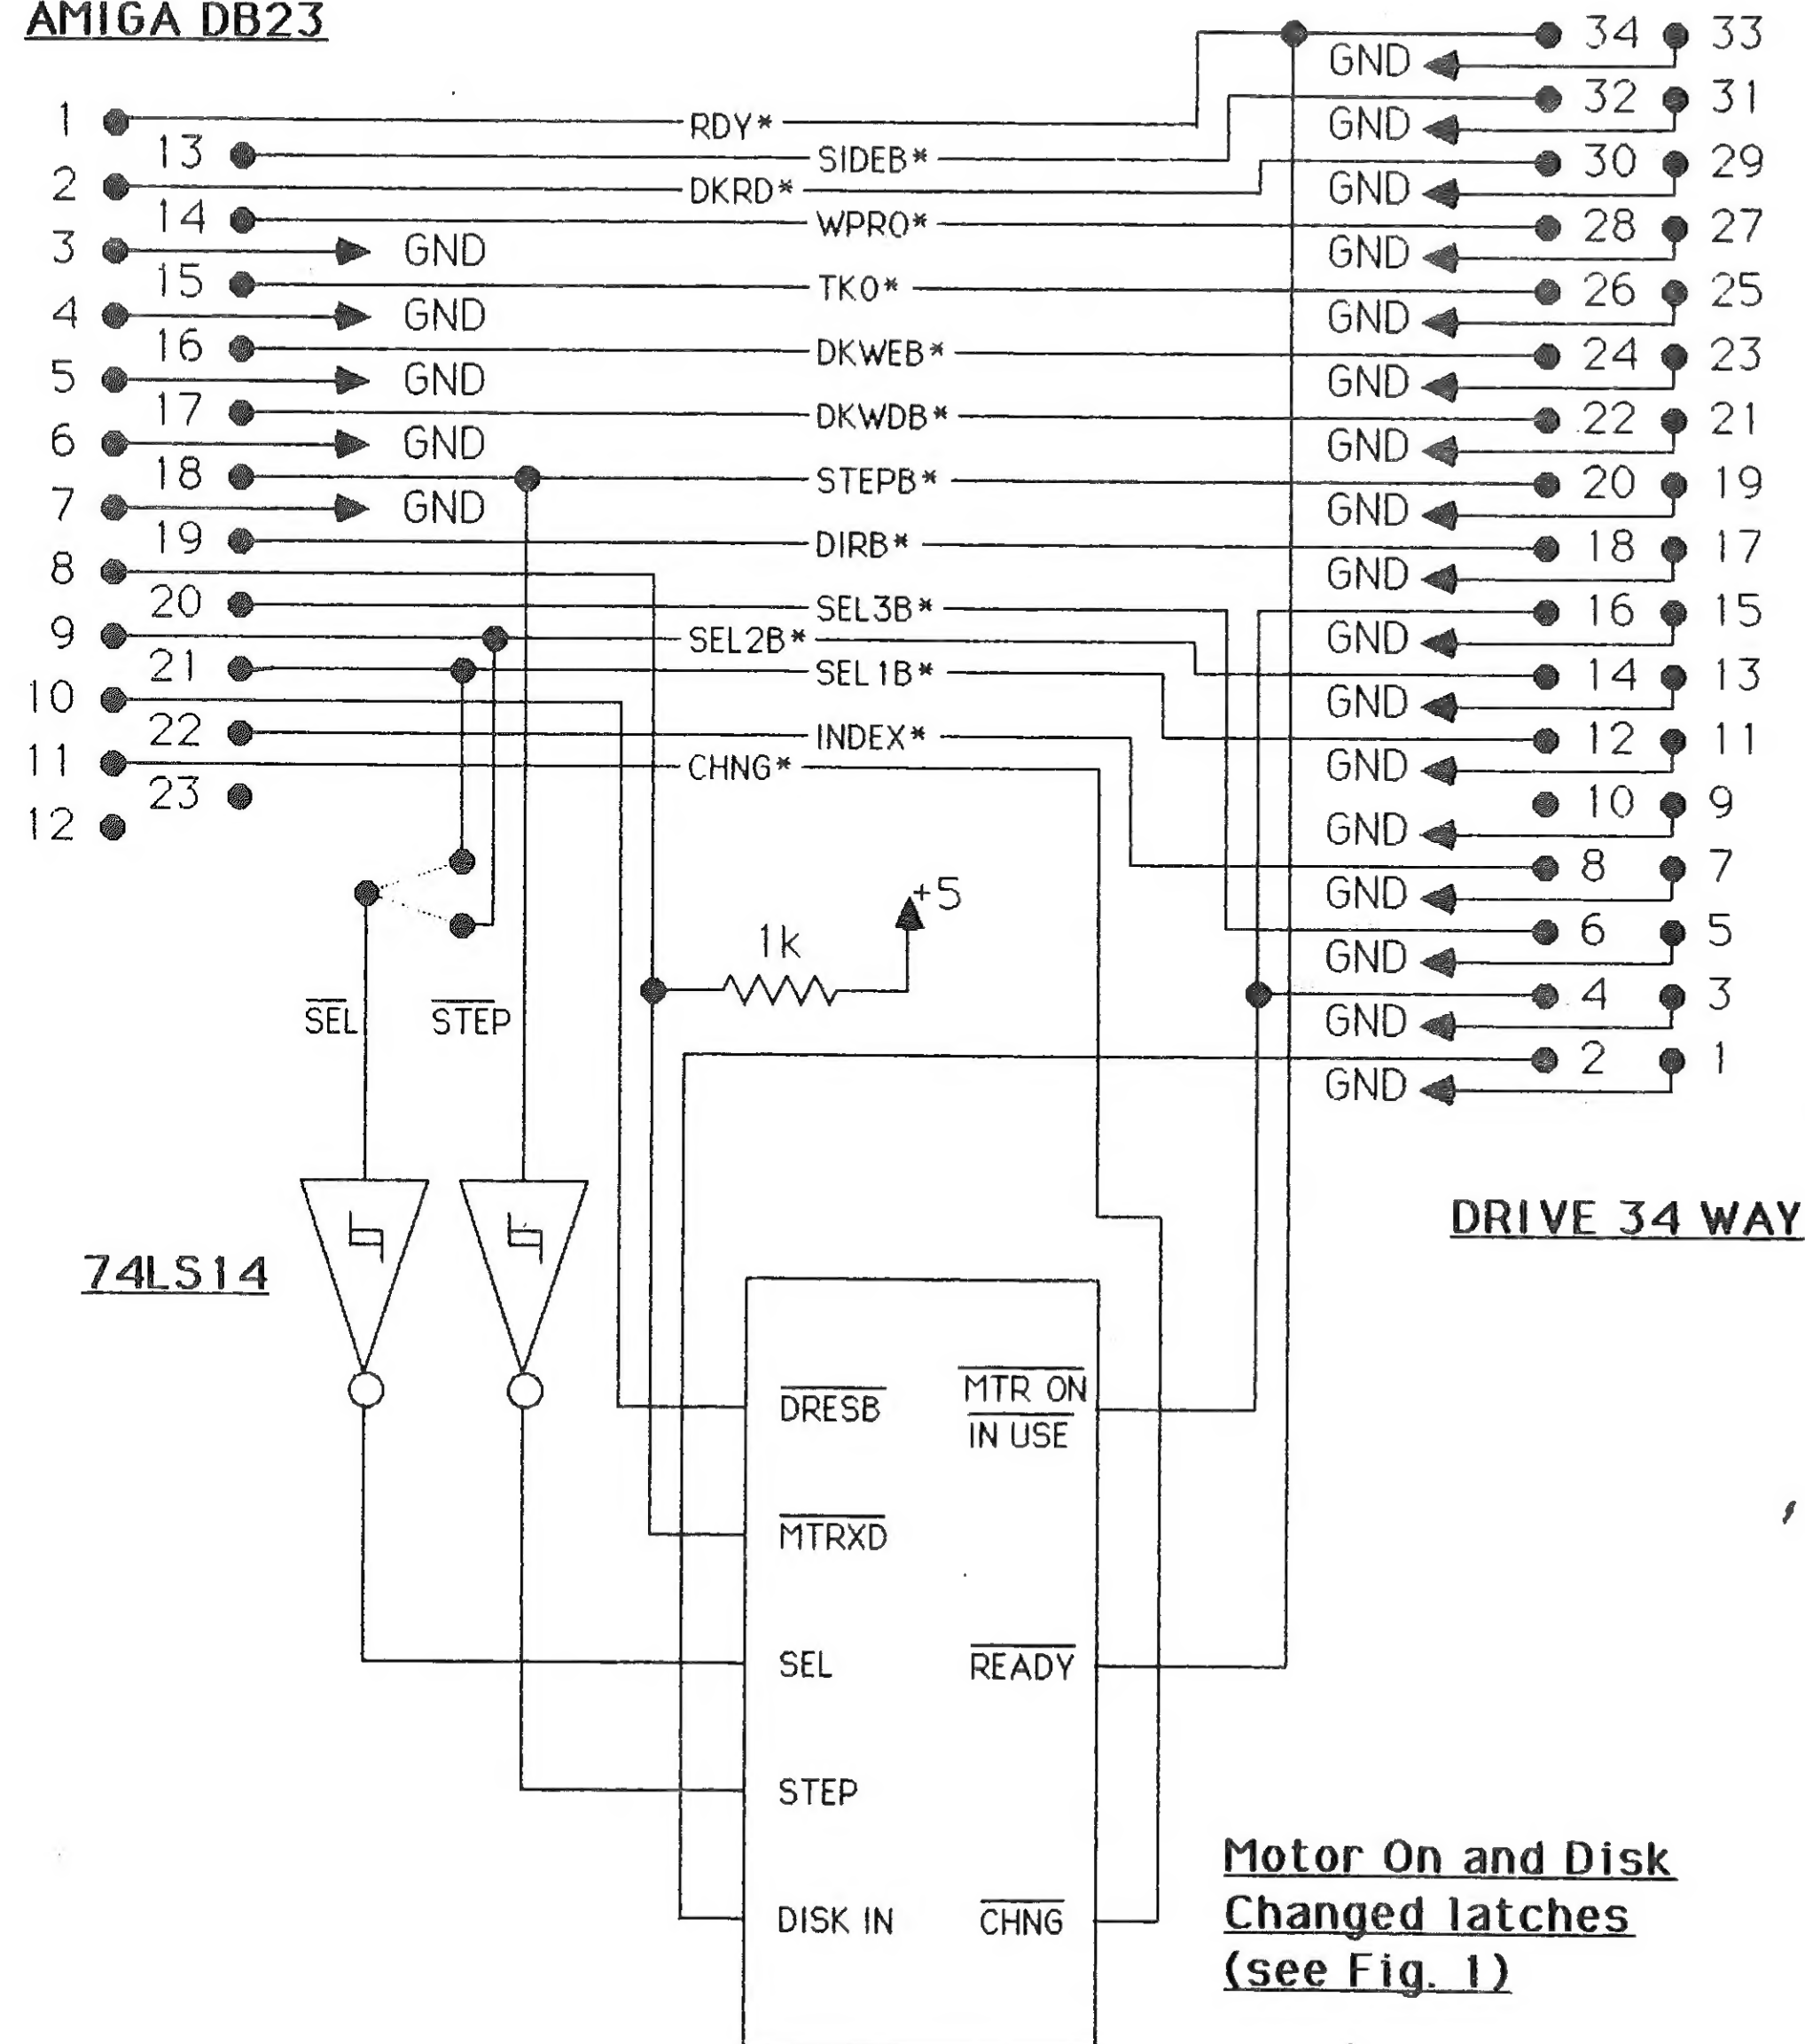 AMIGA DB23
34 33
GND
1 RDY* 32 31
GND
13 SIDEB* 30 29
2 DKRD* GND
14 WPRO* 28 27
3 GND GND
15 TK0* 26 25
4 GND GND
16 DKWEB* 24 23
5 GND GND
17 DKWDB* 22 21
6 GND GND
18 STEPB* 20 19
7 GND GND
19 DIRB* 18 17
8 GND
20 SEL3B* 16 15
9 SEL2B* GND
21 SEL1B* 14 13
10 GND
22 INDEX* 12 11
11 CHNG* GND
23 10 9
12 GND
8 7
+5 GND
1k 6 5
GND
4 3
SEL STEP GND
2 1
GND
DRIVE 34 WAY
74LS14
DRESB MTR ON
IN USE
MTRXD
SEL READY
STEP
DISK IN CHNG
Motor On and Disk
Changed latches
(see Fig. 1)